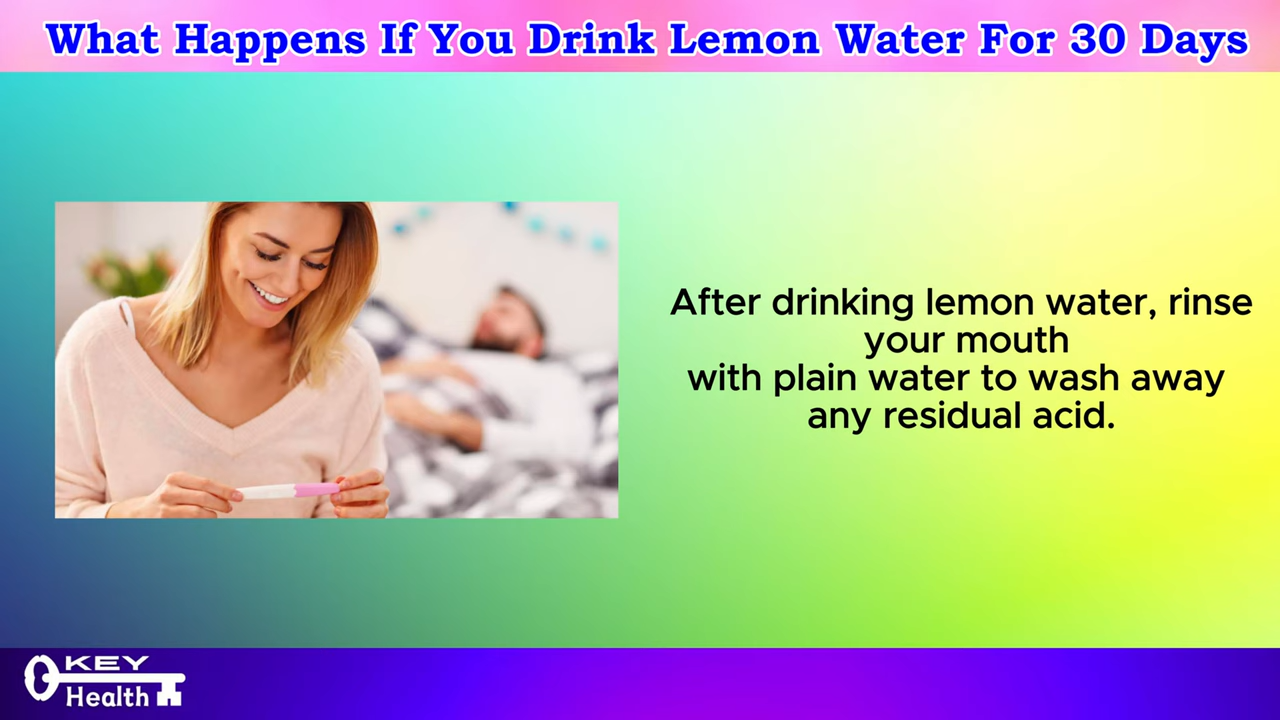 What Happens If You Drink Lemon Water For 30 Days
After drinking lemon water, rinse
your mouth
with plain water to wash away
any residual acid.
KEY
Health